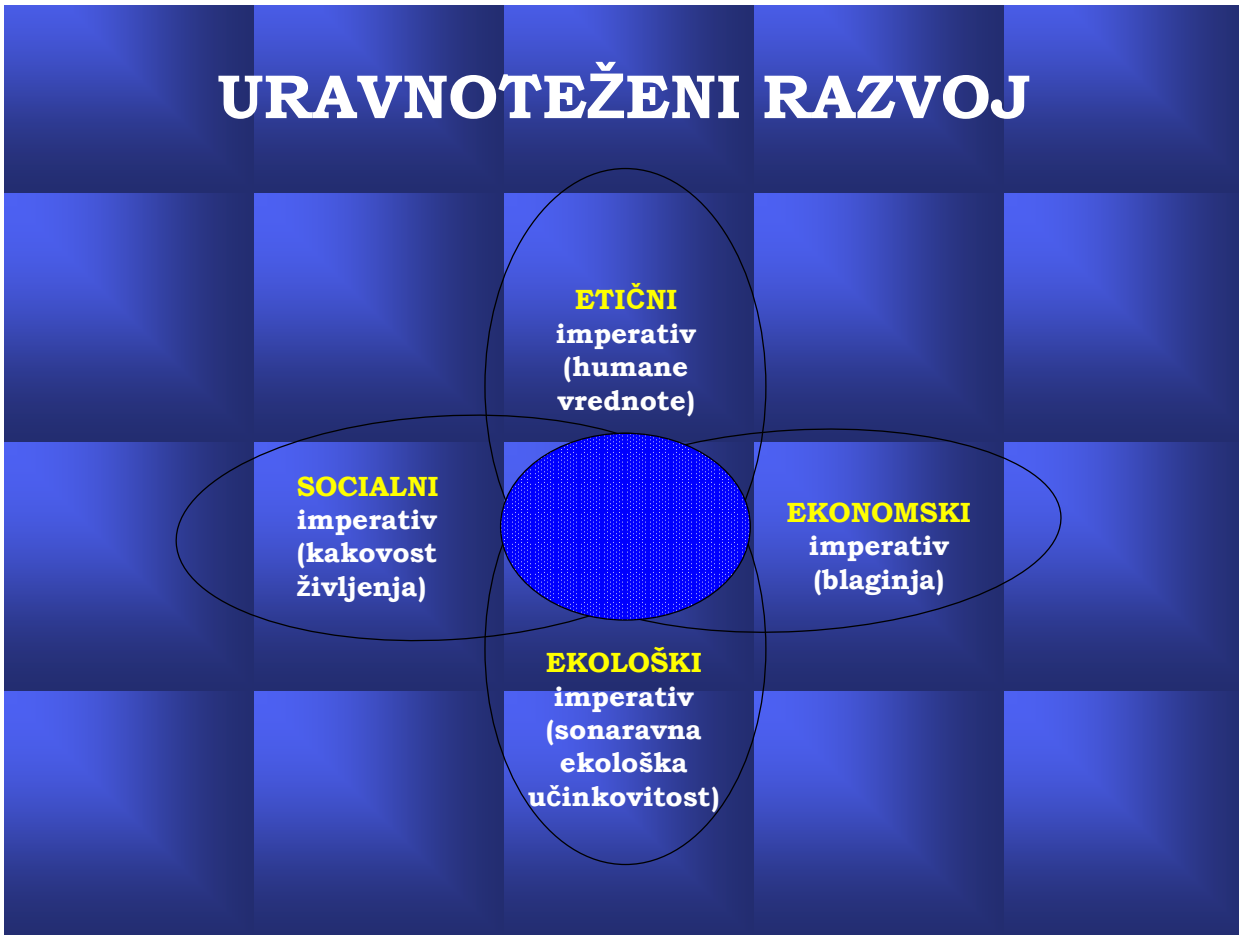 URAVNOTEŽENI RAZVOJ
ETIČNI
imperativ
(humane
vrednote)
SOCIALNI
imperativ
(kakovost
življenja)
EKONOMSKI
imperativ
(blaginja)
EKOLOŠKI
imperativ
(sonaravna
ekološka
učinkovitost)